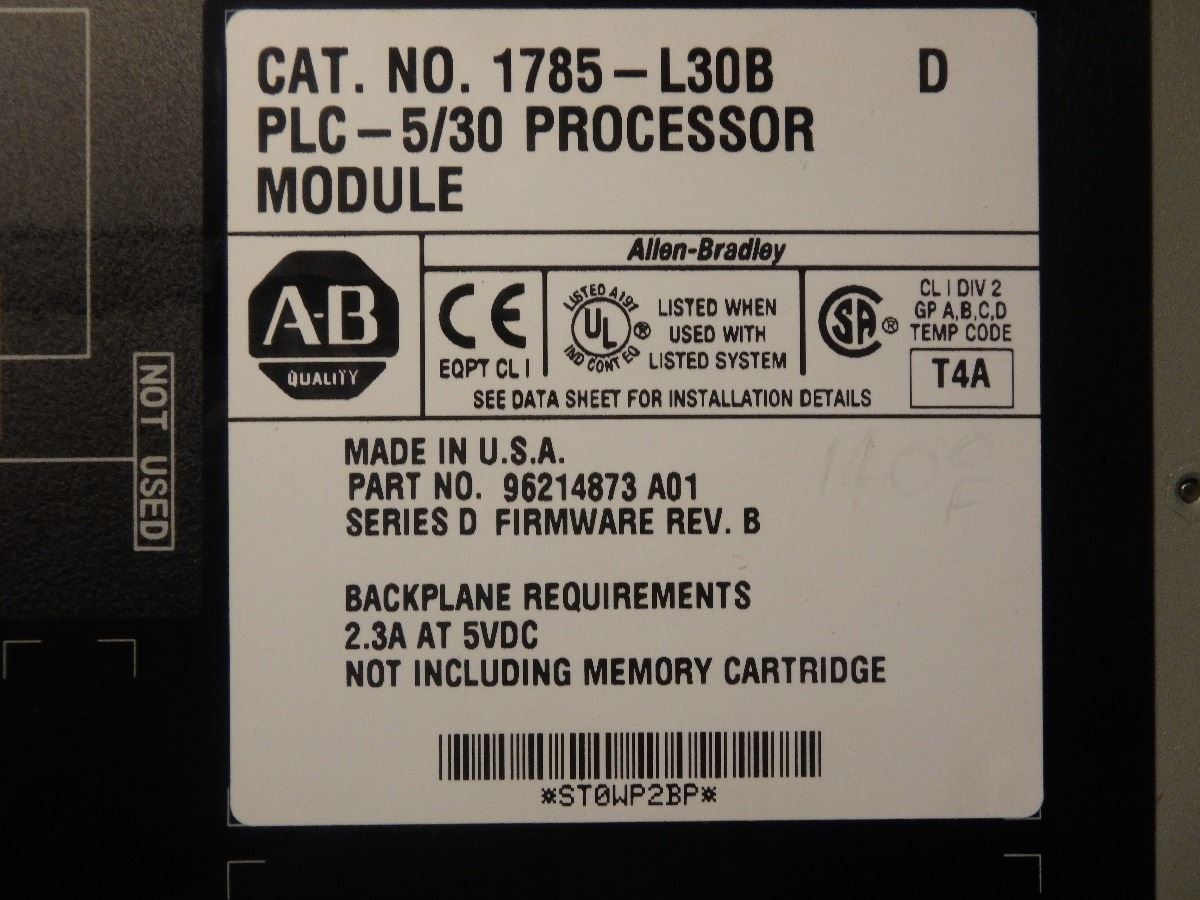 CAT. NO. 1785-L30B D
PLC-5/30 PROCESSOR
MODULE
Allen-Bradley
A-B
QUALITY
CE
EQPT CL I
LISTED A197
UL ®
IND CONT EQ
LISTED WHEN
USED WITH
LISTED SYSTEM
SA ®
CL I DIV 2
GP A,B,C,D
TEMP CODE
T4A
SEE DATA SHEET FOR INSTALLATION DETAILS
NOT USED
MADE IN U.S.A.
PART NO. 96214873 A01
SERIES D FIRMWARE REV. B
BACKPLANE REQUIREMENTS
2.3A AT 5VDC
NOT INCLUDING MEMORY CARTRIDGE
*ST0WP2BP*